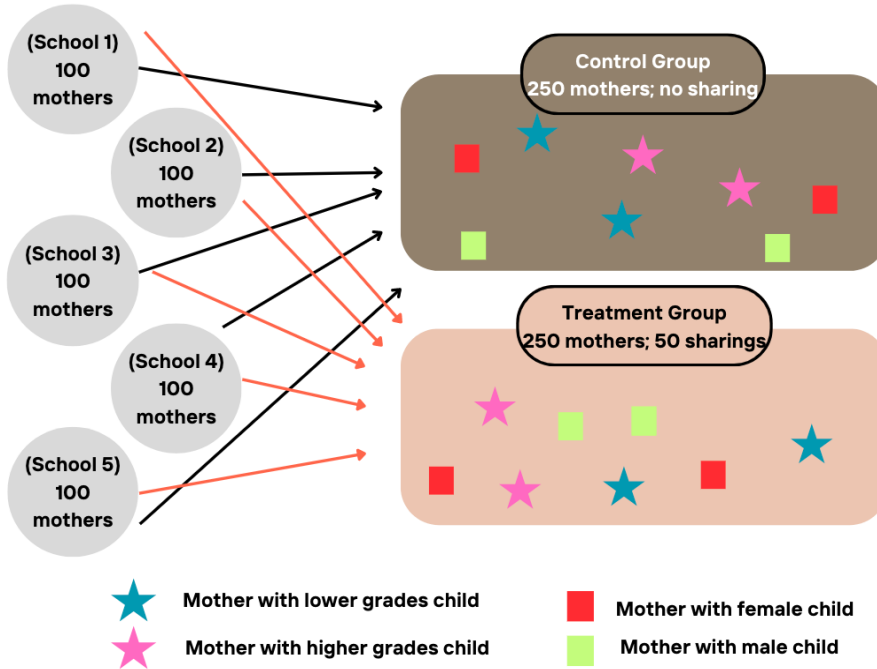 (School 1)
100
mothers
(School 2)
100
mothers
(School 3)
100
mothers
(School 4)
100
mothers
(School 5)
100
mothers
Control Group
250 mothers; no sharing
Treatment Group
250 mothers; 50 sharings
Mother with lower grades child
Mother with higher grades child
Mother with female child
Mother with male child